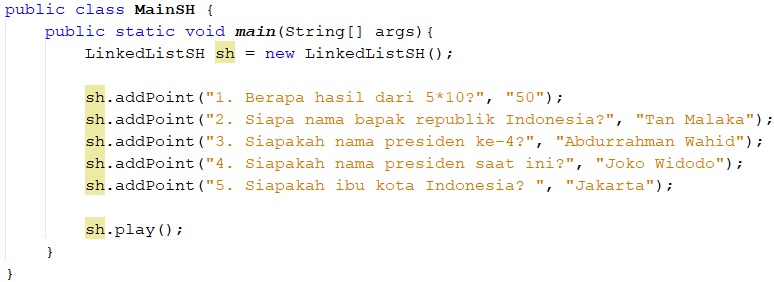 public class MainSH {
    public static void main(String[] args){
        LinkedListSH sh = new LinkedListSH();

        sh.addPoint("1. Berapa hasil dari 5*10?", "50");
        sh.addPoint("2. Siapa nama bapak republik Indonesia?", "Tan Malaka");
        sh.addPoint("3. Siapakah nama presiden ke-4?", "Abdurrahman Wahid");
        sh.addPoint("4. Siapakah nama presiden saat ini?", "Joko Widodo");
        sh.addPoint("5. Siapakah ibu kota Indonesia? ", "Jakarta");

        sh.play();
    }
}